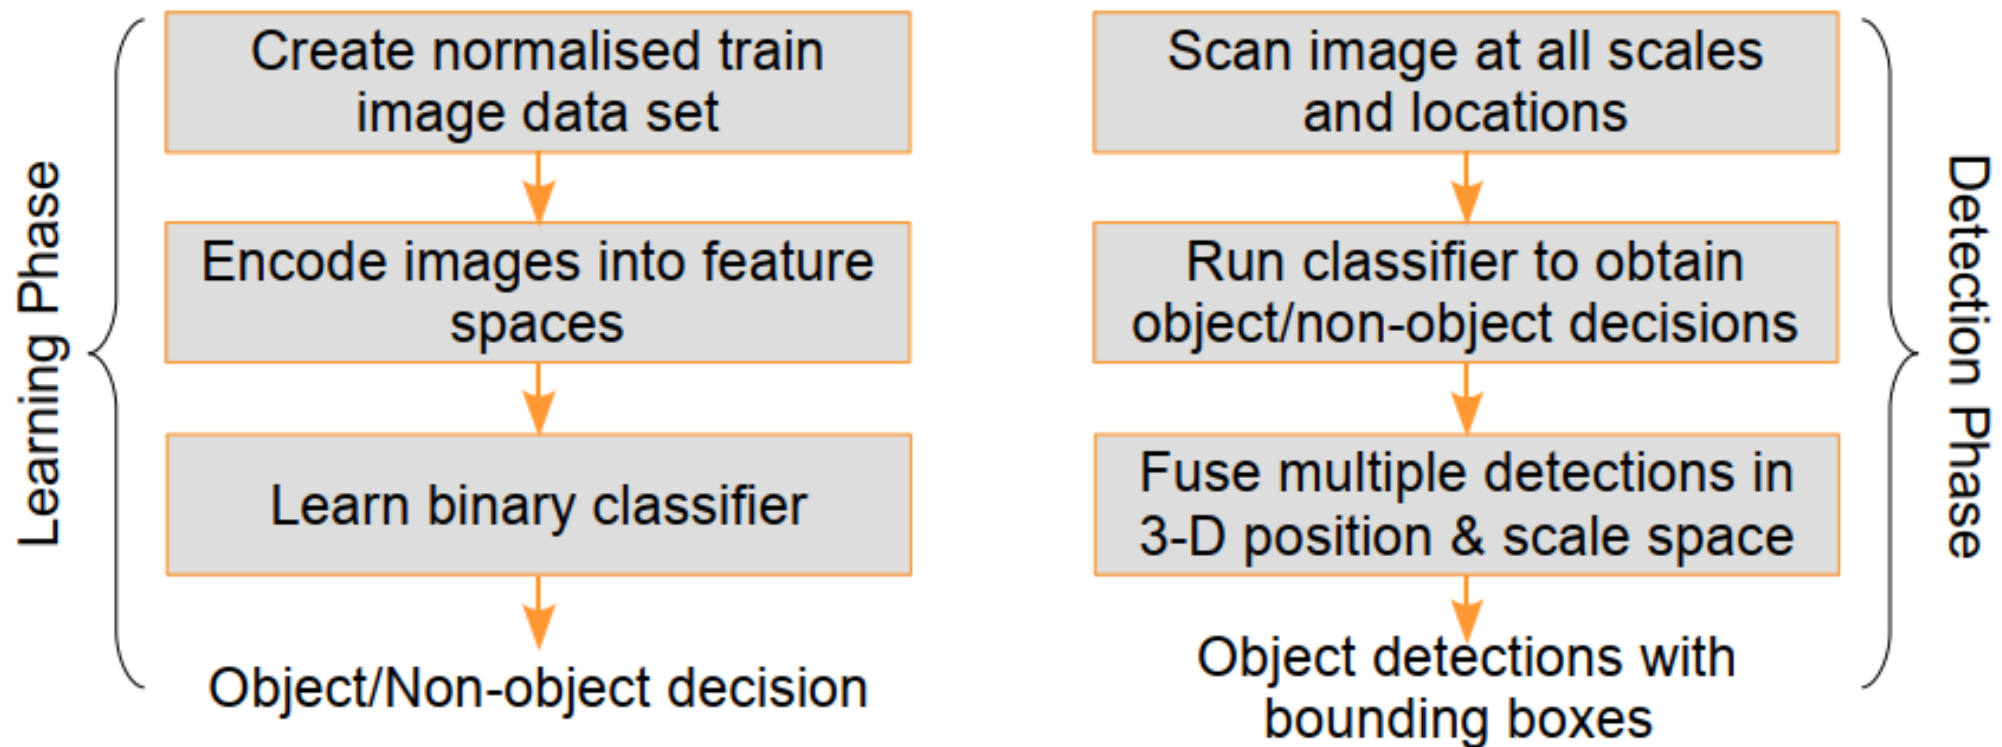 Learning Phase
Create normalised train
image data set
Encode images into feature
spaces
Learn binary classifier
Object/Non-object decision
Scan image at all scales
and locations
Run classifier to obtain
object/non-object decisions
Fuse multiple detections in
3-D position & scale space
Object detections with
bounding boxes
Detection Phase